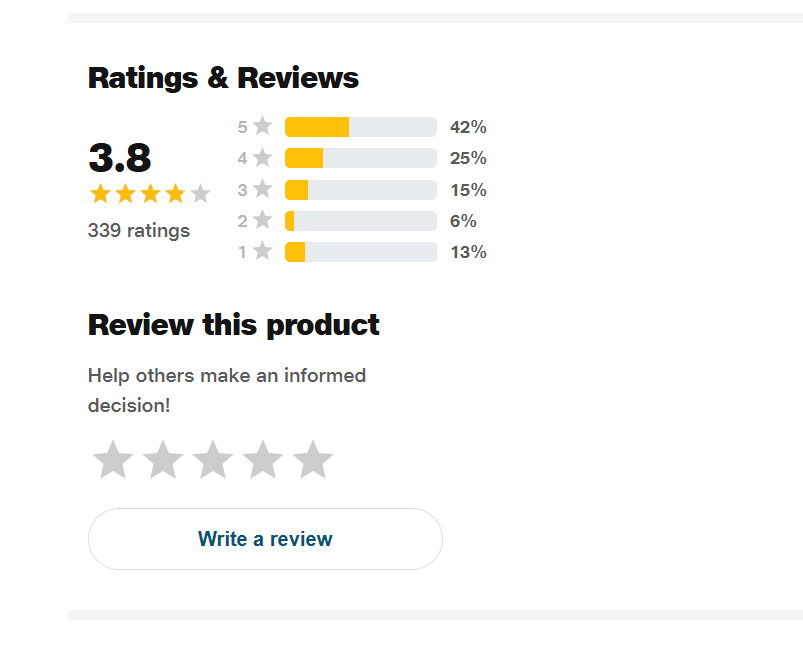 Ratings & Reviews
3.8
339 ratings
5 42%
4 25%
3 15%
2 6%
1 13%
Review this product
Help others make an informed
decision!
Write a review